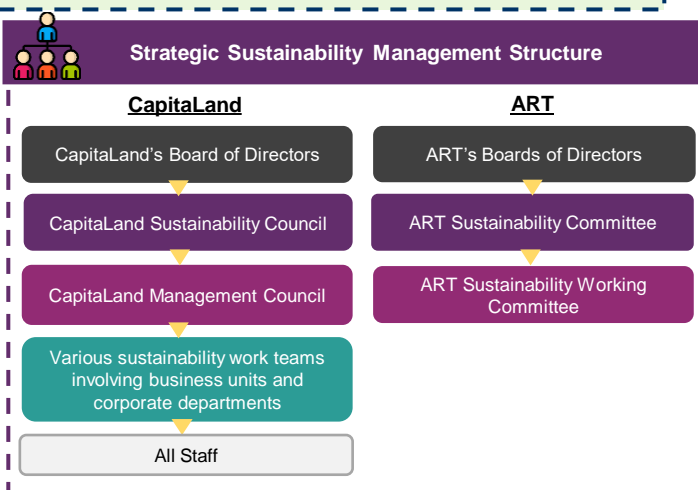 Strategic Sustainability Management Structure
CapitaLand
CapitaLand's Board of Directors
CapitaLand Sustainability Council
CapitaLand Management Council
Various sustainability work teams
involving business units and
corporate departments
All Staff
ART
ART's Boards of Directors
ART Sustainability Committee
ART Sustainability Working
Committee